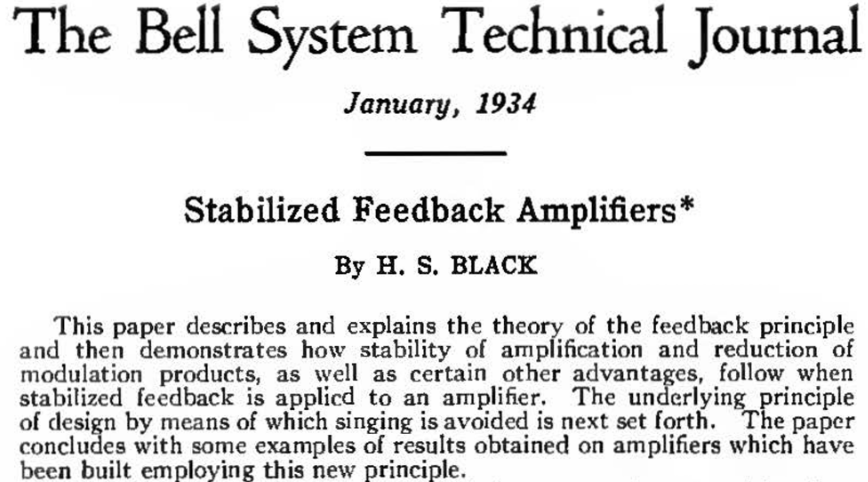 The Bell System Technical Journal
January, 1934
Stabilized Feedback Amplifiers*
By H. S. BLACK
This paper describes and explains the theory of the feedback principle
and then demonstrates how stability of amplification and reduction of
modulation products, as well as certain other advantages, follow when
stabilized feedback is applied to an amplifier. The underlying principle
of design by means of which singing is avoided is next set forth. The paper
concludes with some examples of results obtained on amplifiers which have
been built employing this new principle.